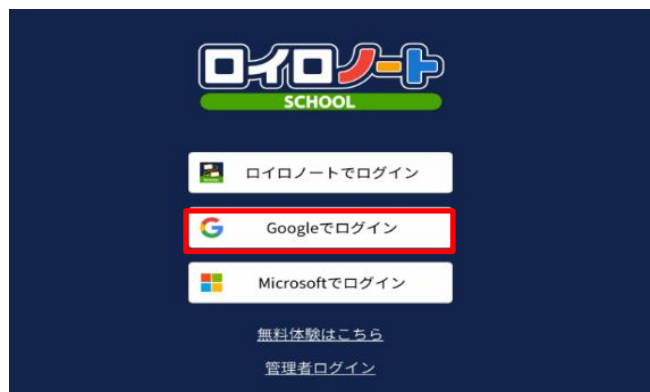 ロイロノート
SCHOOL
ロイロノートでログイン
Googleでログイン
Microsoftでログイン
無料体験はこちら
管理者ログイン